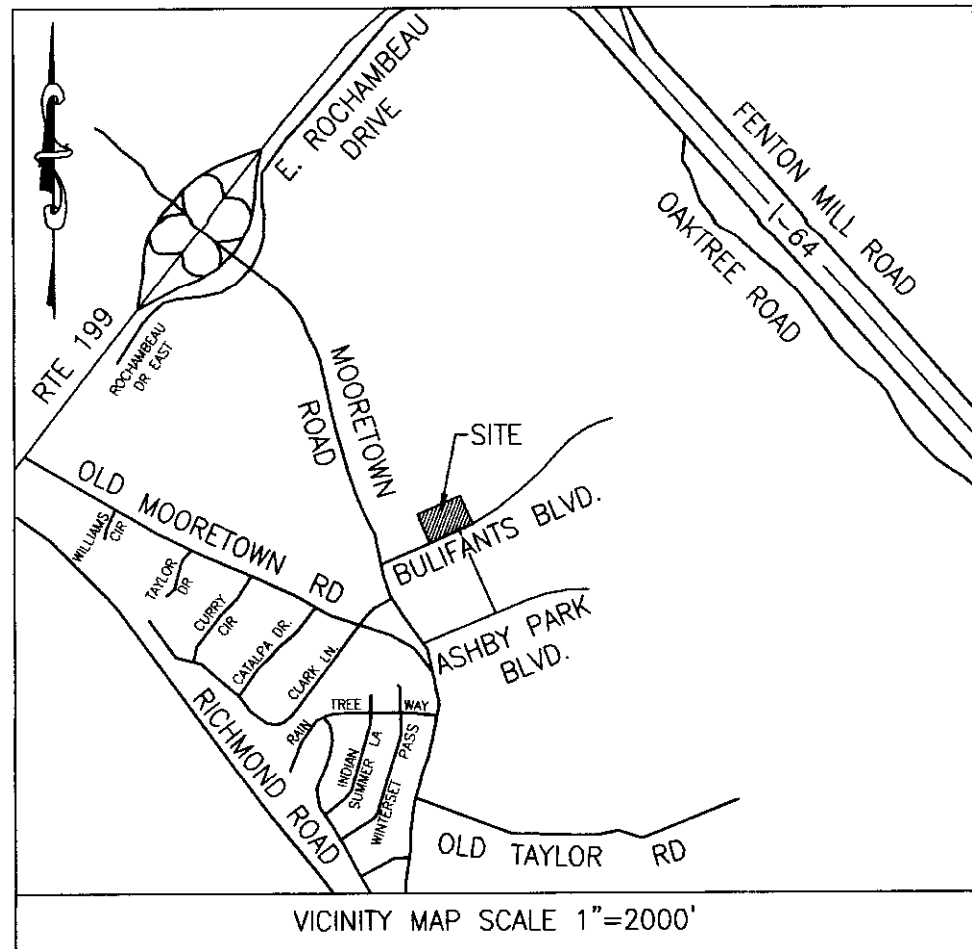 E. ROCHAMBEAU
DRIVE
FENTON MILL ROAD
I-64
OAKTREE ROAD
RTE 199
ROCHAMBEAU
DR EAST
MOORETOWN
ROAD
SITE
OLD MOORETOWN RD
BULIFANTS BLVD.
WILLIAMS
CIR
TAYLOR
DR
CURRY
CIR
CATALPA DR.
CLARK LN.
ASHBY PARK
BLVD.
RICHMOND ROAD
RAIN TREE WAY
INDIAN
SUMMER LA
WINTERSET PASS
OLD TAYLOR RD
VICINITY MAP SCALE 1"=2000'